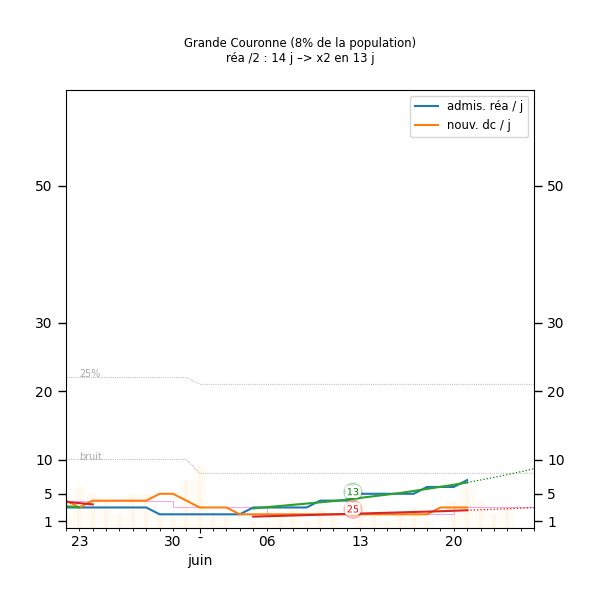 Grande Couronne (8% de la population)
réa /2 : 14 j –> x2 en 13 j
admis. réa / j
nouv. dc / j
50 50
30 30
25%
20 20
bruit
10 10
13
5 5
25
1 1
23 30 - 06 13 20
juin